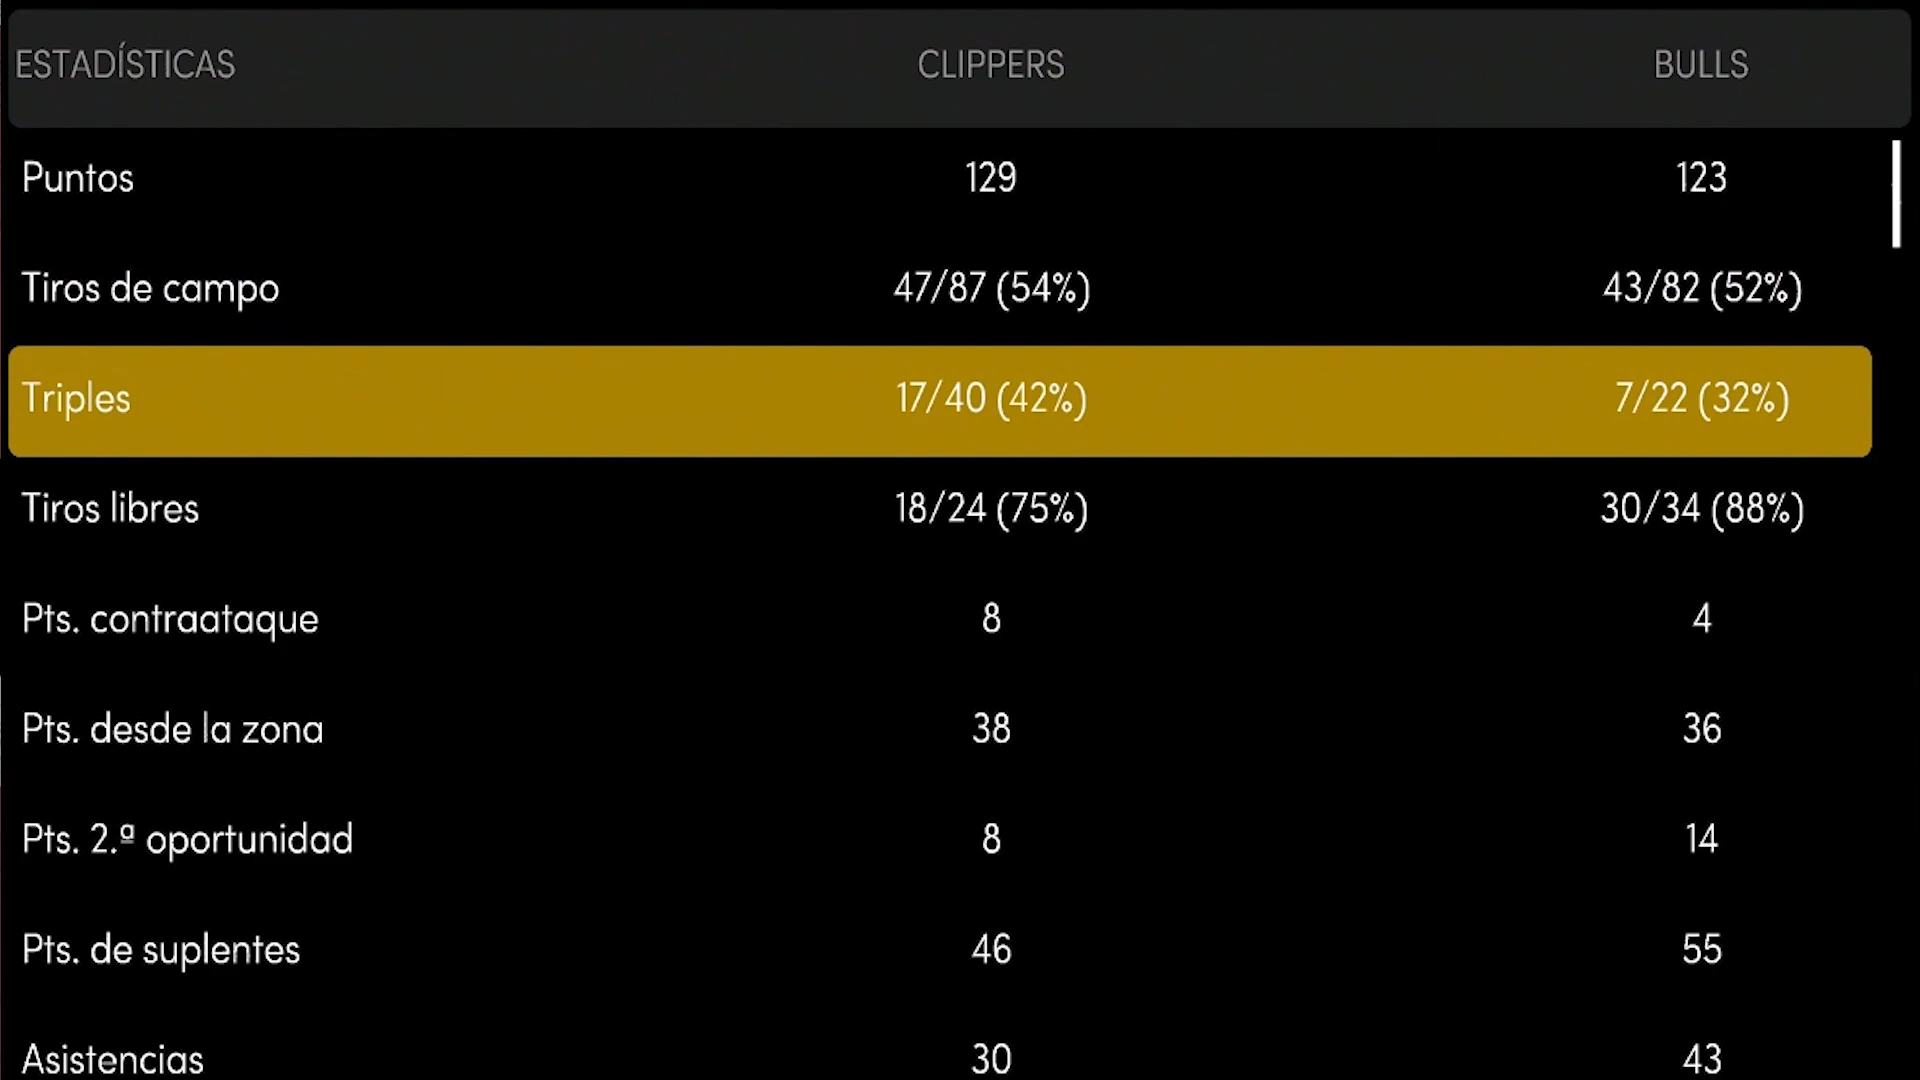 ESTADÍSTICAS CLIPPERS BULLS
Puntos 129 123
Tiros de campo 47/87 (54%) 43/82 (52%)
Triples 17/40 (42%) 7/22 (32%)
Tiros libres 18/24 (75%) 30/34 (88%)
Pts. contraataque 8 4
Pts. desde la zona 38 36
Pts. 2.ª oportunidad 8 14
Pts. de suplentes 46 55
Asistencias 30 43